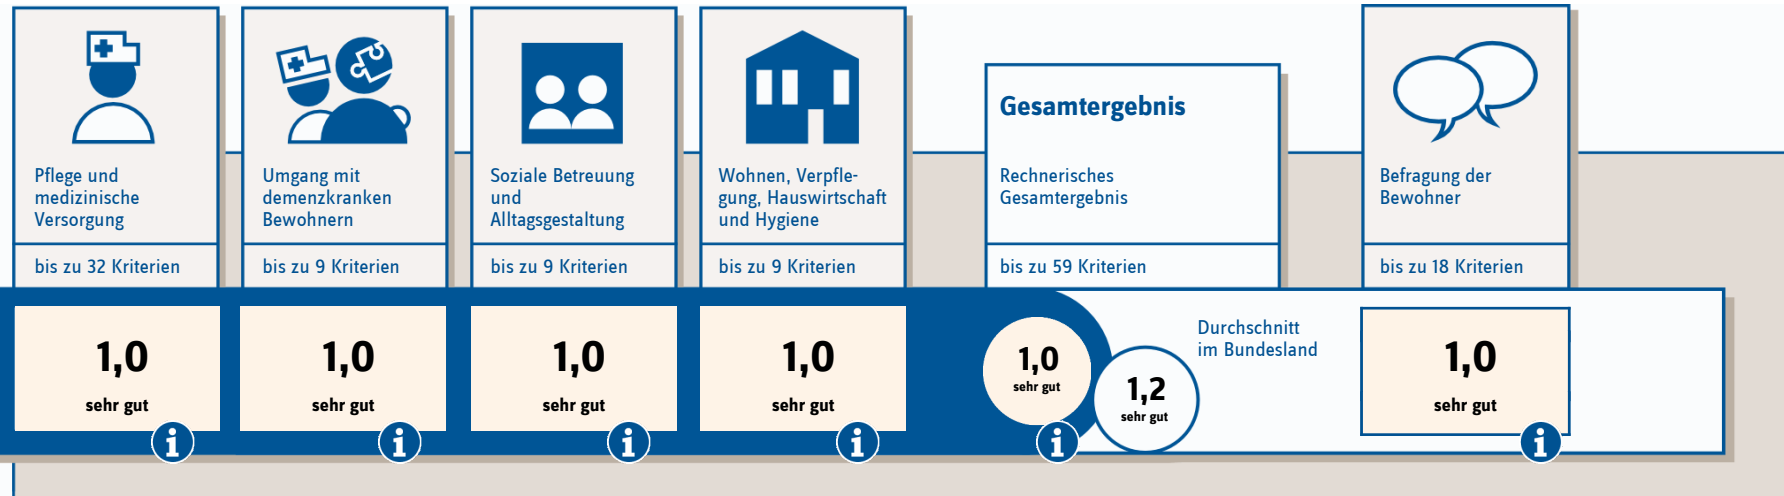 Pflege und
medizinische
Versorgung
bis zu 32 Kriterien
1,0
sehr gut
Umgang mit
demenzkranken
Bewohnern
bis zu 9 Kriterien
1,0
sehr gut
Soziale Betreuung
und
Alltagsgestaltung
bis zu 9 Kriterien
1,0
sehr gut
Wohnen, Verpfle-
gung, Hauswirtschaft
und Hygiene
bis zu 9 Kriterien
1,0
sehr gut
Gesamtergebnis
Rechnerisches
Gesamtergebnis
bis zu 59 Kriterien
1,0
sehr gut
1,2
sehr gut
Durchschnitt
im Bundesland
Befragung der
Bewohner
bis zu 18 Kriterien
1,0
sehr gut